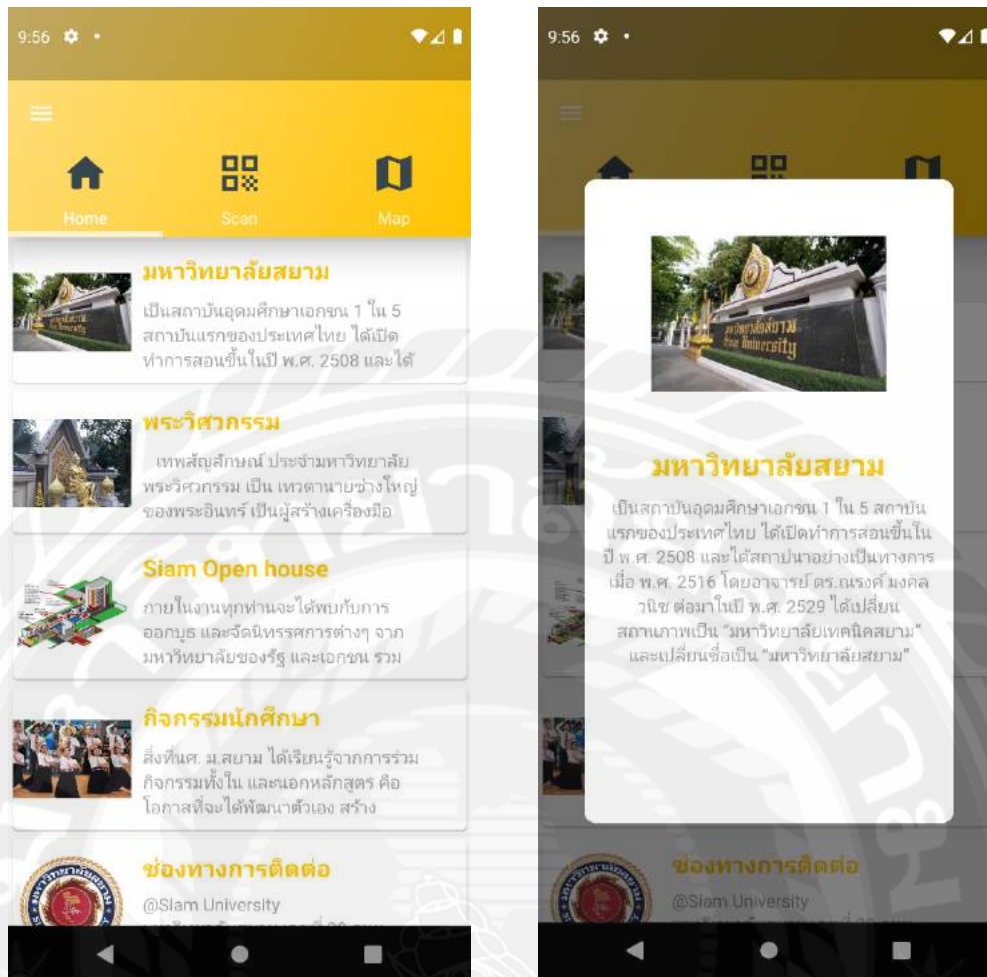 9:56
Home Scan Map
มหาวิทยาลัยสยาม
เป็นสถาบันอุดมศึกษาเอกชน 1 ใน 5
สถาบันแรกของประเทศไทย ได้เปิด
ทำการสอนขึ้นในปี พ.ศ. 2508 และได้
พระวิศวกรรม
เทพสัญลักษณ์ ประจำมหาวิทยาลัย
พระวิศวกรรม เป็น เทวดานายช่างใหญ่
ของพระอินทร์ เป็นผู้สร้างเครื่องมือ
Siam Open house
ภายในงานทุกท่านจะได้พบกับการ
ออกบูธ และจัดนิทรรศการต่างๆ จาก
มหาวิทยาลัยของรัฐ และเอกชน รวม
กิจกรรมนักศึกษา
สิ่งที่นศ. ม.สยาม ได้เรียนรู้จากการร่วม
กิจกรรมทั้งใน และนอกหลักสูตร คือ
โอกาสที่จะได้พัฒนาตัวเอง สร้าง
ช่องทางการติดต่อ
@Siam University
9:56
มหาวิทยาลัยสยาม
Siam University
มหาวิทยาลัยสยาม
เป็นสถาบันอุดมศึกษาเอกชน 1 ใน 5 สถาบัน
แรกของประเทศไทย ได้เปิดทำการสอนขึ้นใน
ปี พ.ศ. 2508 และได้สถาปนาอย่างเป็นทางการ
เมื่อ พ.ศ. 2516 โดยอาจารย์ ดร.ณรงค์ มงคล
วนิช ต่อมาในปี พ.ศ. 2529 ได้เปลี่ยน
สถานภาพเป็น “มหาวิทยาลัยเทคนิคสยาม”
และเปลี่ยนชื่อเป็น “มหาวิทยาลัยสยาม”
ช่องทางการติดต่อ
@Siam University